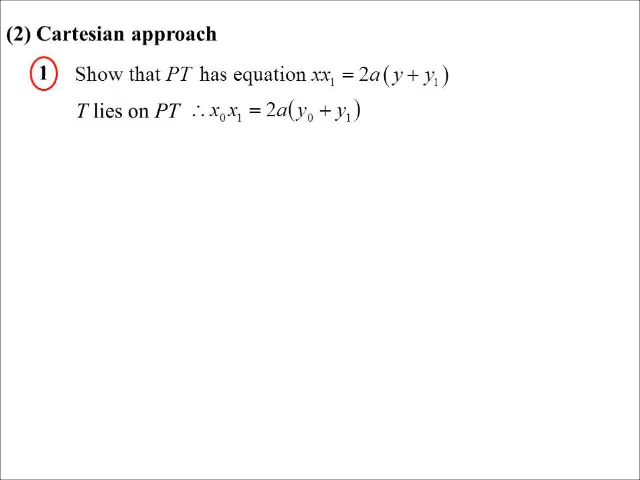 (2) Cartesian approach
1 Show that PT has equation xx₁ = 2a(y + y₁)
T lies on PT ∴ x₀x₁ = 2a(y₀ + y₁)